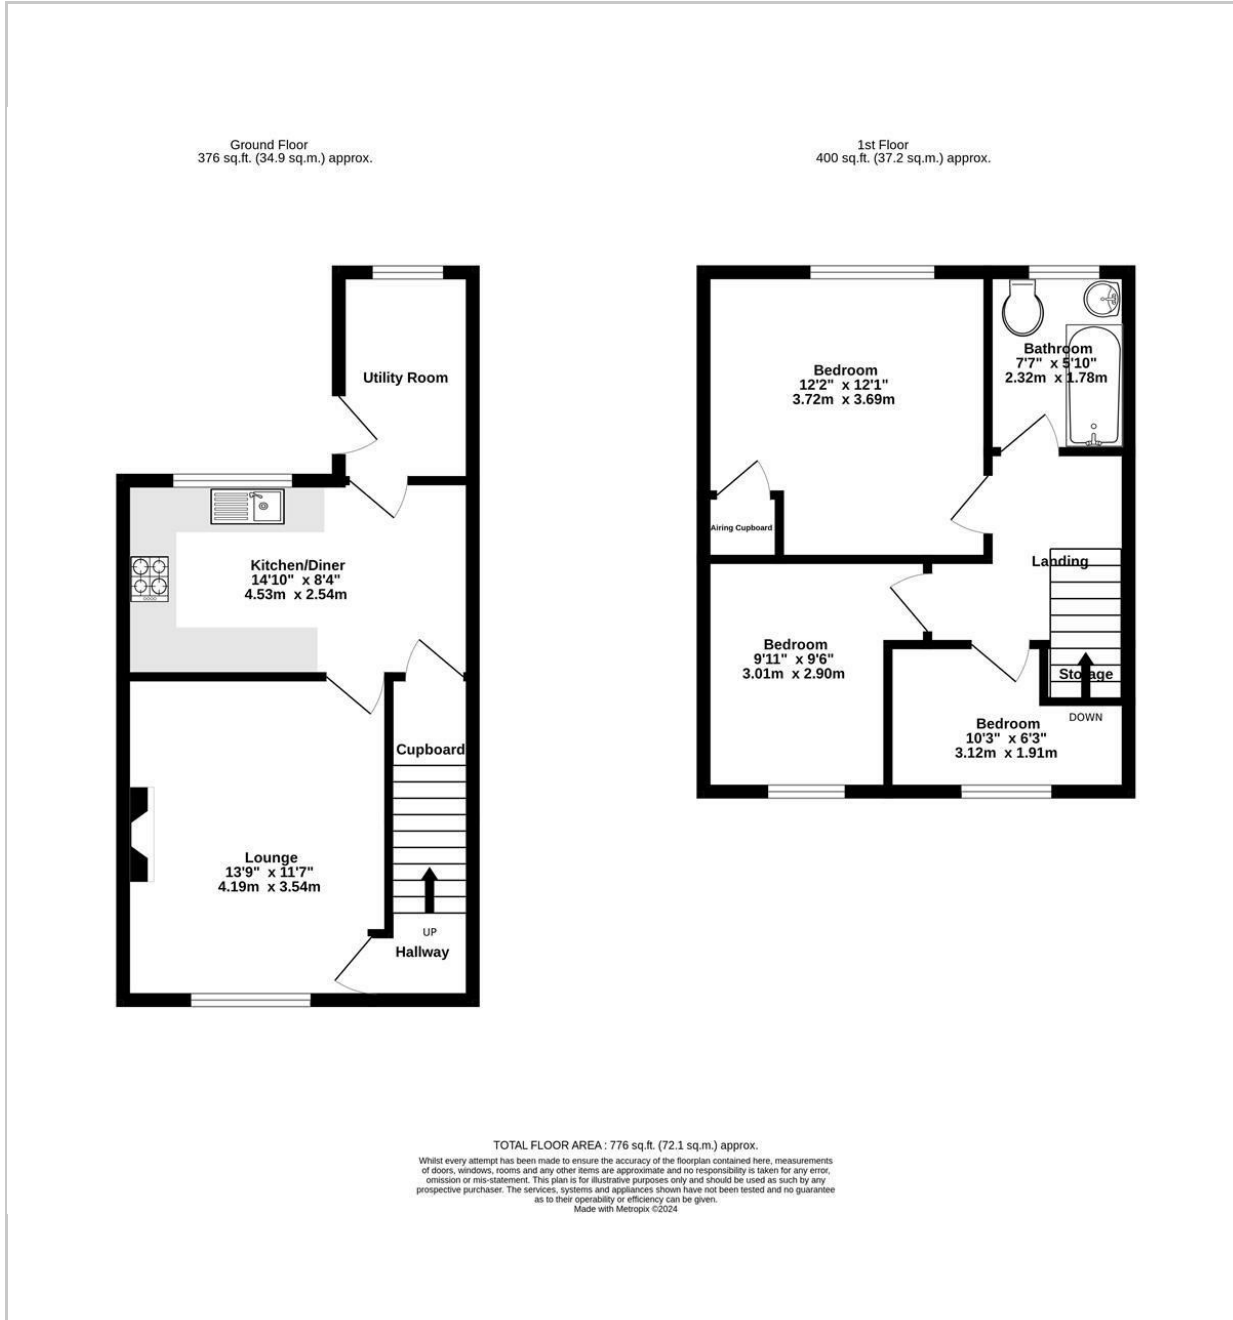 Ground Floor
376 sq.ft. (34.9 sq.m.) approx.
Utility Room
Kitchen/Diner
14'10" x 8'4"
4.53m x 2.54m
Cupboard
Lounge
13'9" x 11'7"
4.19m x 3.54m
UP
Hallway
1st Floor
400 sq.ft. (37.2 sq.m.) approx.
Bathroom
7'7" x 5'10"
2.32m x 1.78m
Bedroom
12'2" x 12'1"
3.72m x 3.69m
Airing Cupboard
Landing
Bedroom
9'11" x 9'6"
3.01m x 2.90m
Storage
DOWN
Bedroom
10'3" x 6'3"
3.12m x 1.91m
TOTAL FLOOR AREA : 776 sq.ft. (72.1 sq.m.) approx.
Whilst every attempt has been made to ensure the accuracy of the floorplan contained here, measurements
of doors, windows, rooms and any other items are approximate and no responsibility is taken for any error,
omission or mis-statement. This plan is for illustrative purposes only and should be used as such by any
prospective purchaser. The services, systems and appliances shown have not been tested and no guarantee
as to their operability or efficiency can be given.
Made with Metropix ©2024